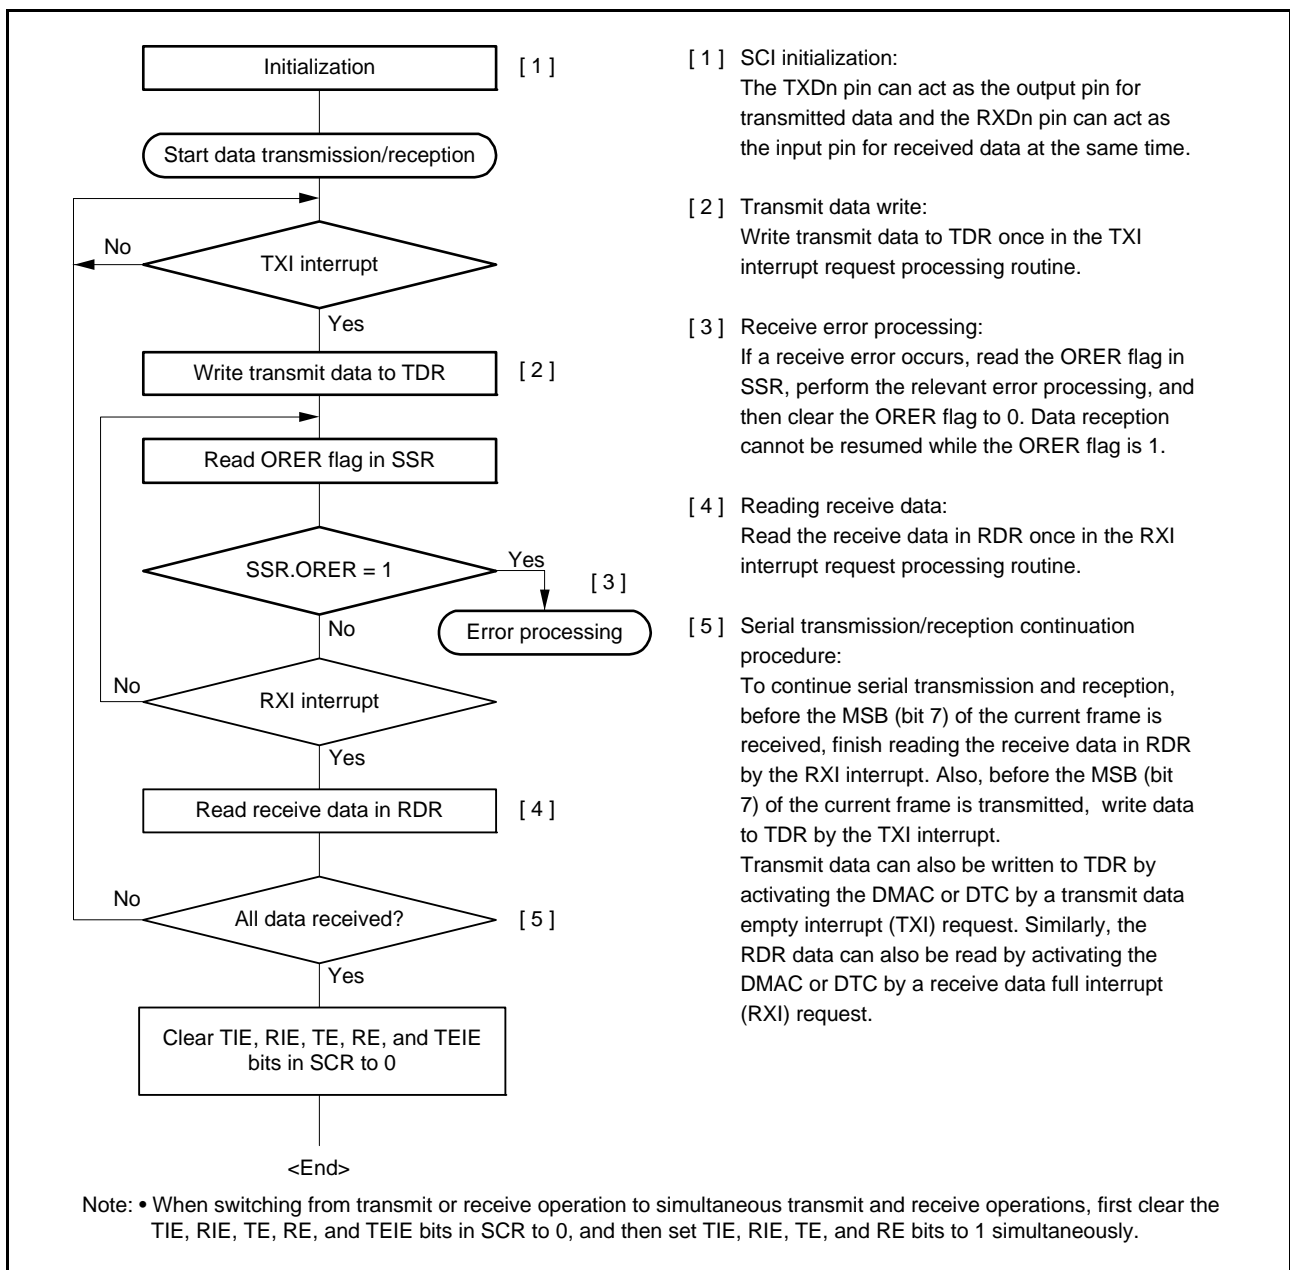 Initialization
[ 1 ]
Start data transmission/reception
No
TXI interrupt
Yes
Write transmit data to TDR
[ 2 ]
Read ORER flag in SSR
SSR.ORER = 1
Yes
[ 3 ]
No
Error processing
No
RXI interrupt
Yes
Read receive data in RDR
[ 4 ]
No
All data received?
[ 5 ]
Yes
Clear TIE, RIE, TE, RE, and TEIE
bits in SCR to 0
<End>
[ 1 ] SCI initialization:
The TXDn pin can act as the output pin for
transmitted data and the RXDn pin can act as
the input pin for received data at the same time.
[ 2 ] Transmit data write:
Write transmit data to TDR once in the TXI
interrupt request processing routine.
[ 3 ] Receive error processing:
If a receive error occurs, read the ORER flag in
SSR, perform the relevant error processing, and
then clear the ORER flag to 0. Data reception
cannot be resumed while the ORER flag is 1.
[ 4 ] Reading receive data:
Read the receive data in RDR once in the RXI
interrupt request processing routine.
[ 5 ] Serial transmission/reception continuation
procedure:
To continue serial transmission and reception,
before the MSB (bit 7) of the current frame is
received, finish reading the receive data in RDR
by the RXI interrupt. Also, before the MSB (bit
7) of the current frame is transmitted, write data
to TDR by the TXI interrupt.
Transmit data can also be written to TDR by
activating the DMAC or DTC by a transmit data
empty interrupt (TXI) request. Similarly, the
RDR data can also be read by activating the
DMAC or DTC by a receive data full interrupt
(RXI) request.
Note: • When switching from transmit or receive operation to simultaneous transmit and receive operations, first clear the
TIE, RIE, TE, RE, and TEIE bits in SCR to 0, and then set TIE, RIE, TE, and RE bits to 1 simultaneously.